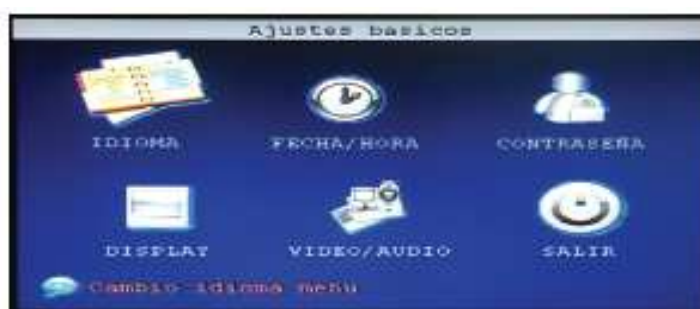 Ajustes basicos
IDIOMA FECHA/HORA CONTRASEÑA
DISPLAY VIDEO/AUDIO SALIR
Cambio idioma menu